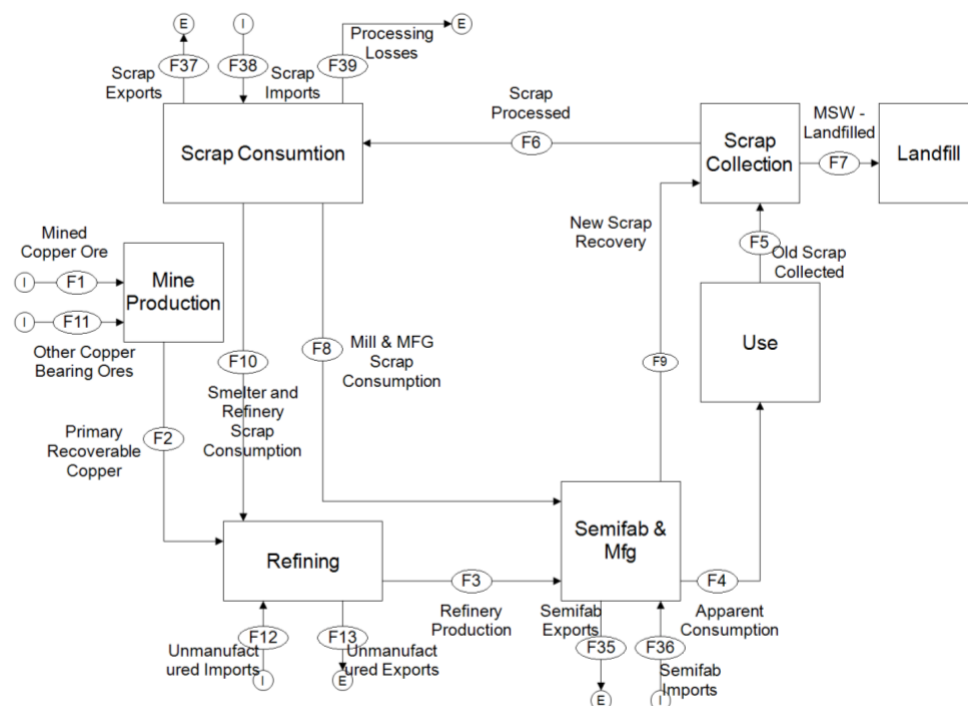 E
I
E
F37
F38
F39
Processing
Losses
Scrap
Exports
Scrap
Imports
Scrap Consumtion
Scrap
Processed
F6
Scrap
Collection
MSW -
Landfilled
F7
Landfill
New Scrap
Recovery
F5
Old Scrap
Collected
Use
Mined
Copper Ore
I
F1
Mine
Production
I
F11
Other Copper
Bearing Ores
F10
F8
Mill & MFG
Scrap
Consumption
F9
Smelter and
Refinery
Scrap
Consumption
F2
Primary
Recoverable
Copper
Refining
Semifab &
Mfg
F3
Refinery
Production
F4
Apparent
Consumption
F12
Unmanufact
ured Imports
I
F13
Unmanufact
ured Exports
E
Semifab
Exports
F35
E
F36
Semifab
Imports
I